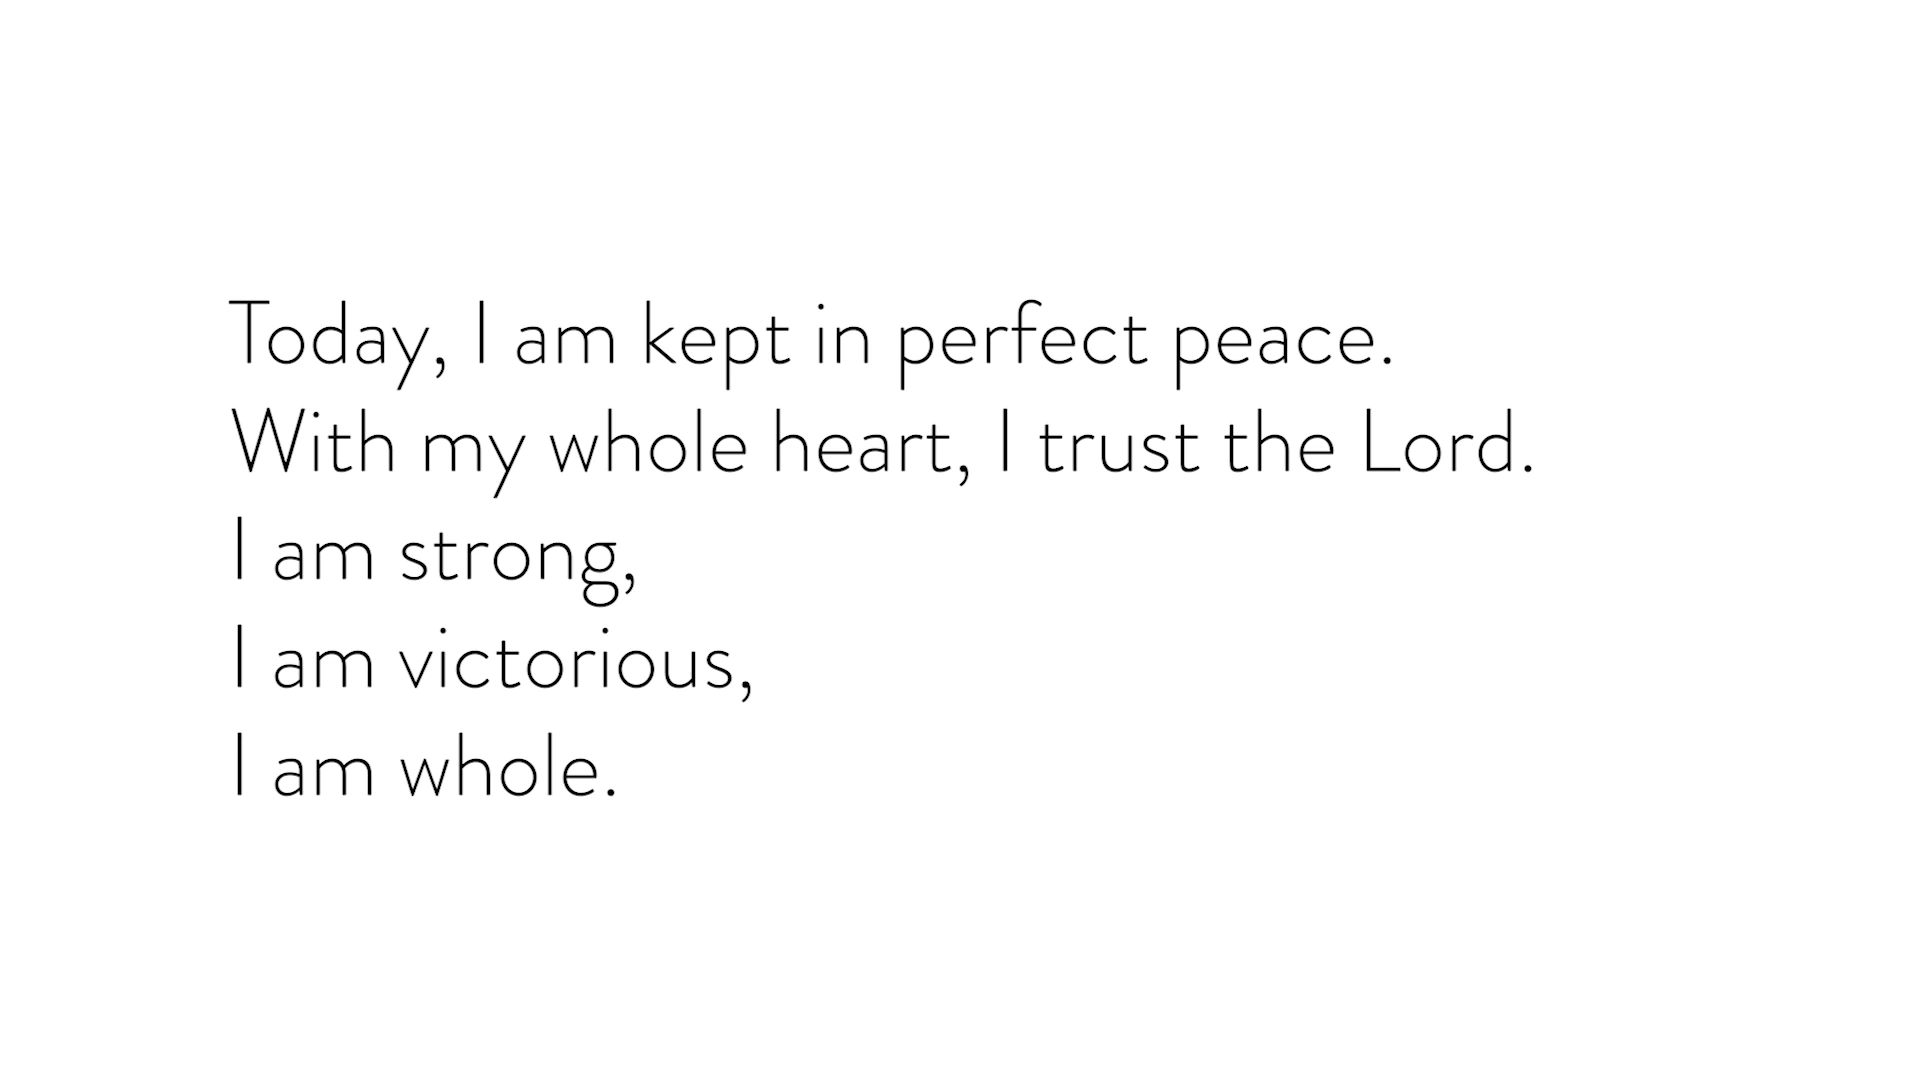 Today, I am kept in perfect peace.
With my whole heart, I trust the Lord.
I am strong,
I am victorious,
I am whole.